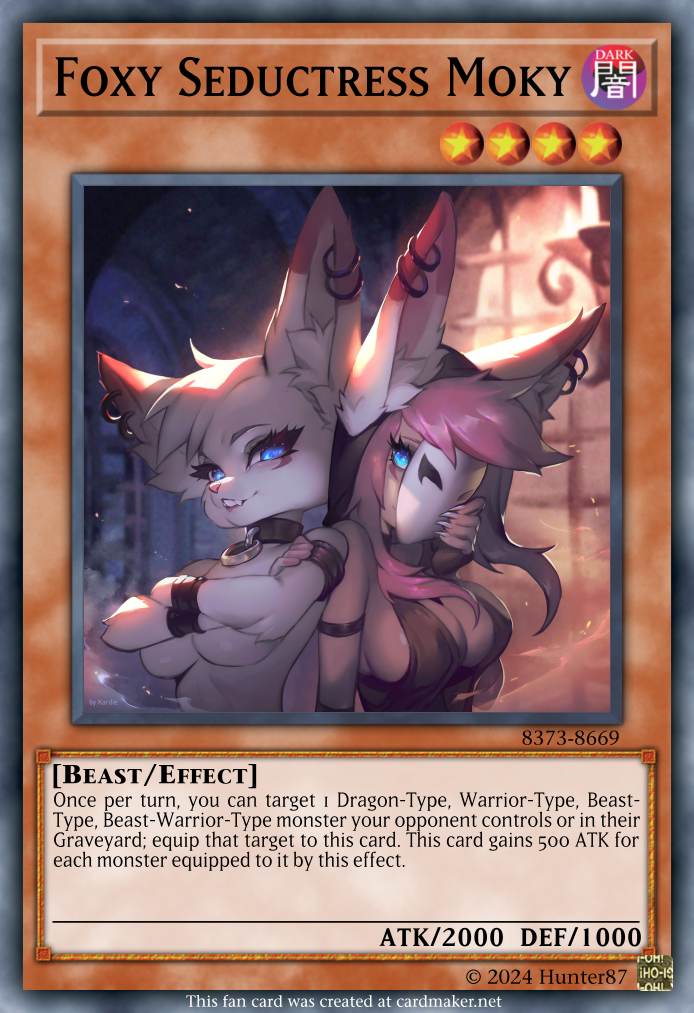 Foxy Seductress Moky
DARK
闇
by Kardie
8373-8669
[Beast/Effect]
Once per turn, you can target 1 Dragon-Type, Warrior-Type, Beast-
Type, Beast-Warrior-Type monster your opponent controls or in their
Graveyard; equip that target to this card. This card gains 500 ATK for
each monster equipped to it by this effect.
ATK/2000 DEF/1000
© 2024 Hunter87
This fan card was created at cardmaker.net